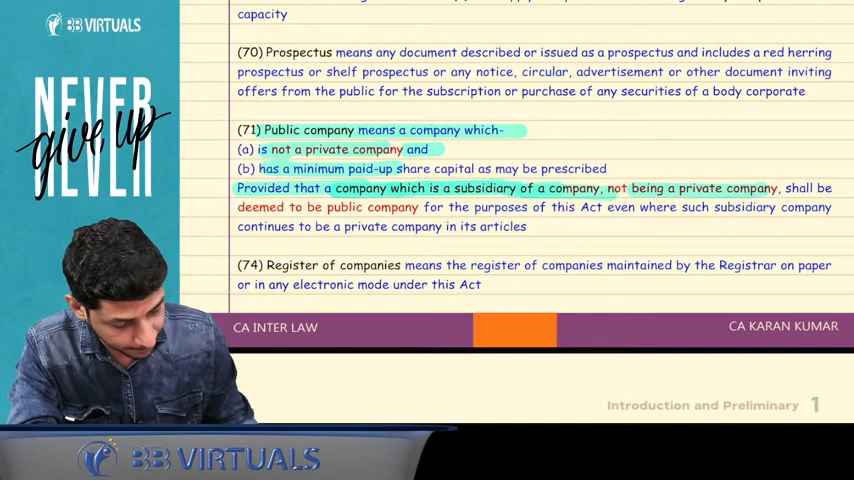 BB VIRTUALS
NEVER
give up
NEVER
capacity
(70) Prospectus means any document described or issued as a prospectus and includes a red herring
prospectus or shelf prospectus or any notice, circular, advertisement or other document inviting
offers from the public for the subscription or purchase of any securities of a body corporate
(71) Public company means a company which-
(a) is not a private company and
(b) has a minimum paid-up share capital as may be prescribed
Provided that a company which is a subsidiary of a company, not being a private company, shall be
deemed to be public company for the purposes of this Act even where such subsidiary company
continues to be a private company in its articles
(74) Register of companies means the register of companies maintained by the Registrar on paper
or in any electronic mode under this Act
CA INTER LAW
CA KARAN KUMAR
Introduction and Preliminary 1
BB VIRTUALS